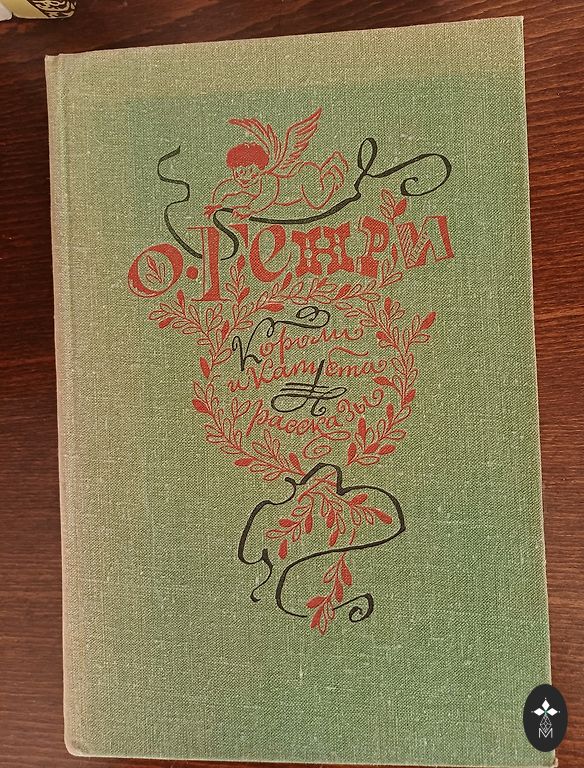 О. Генри
Короли
и капуста
рассказы